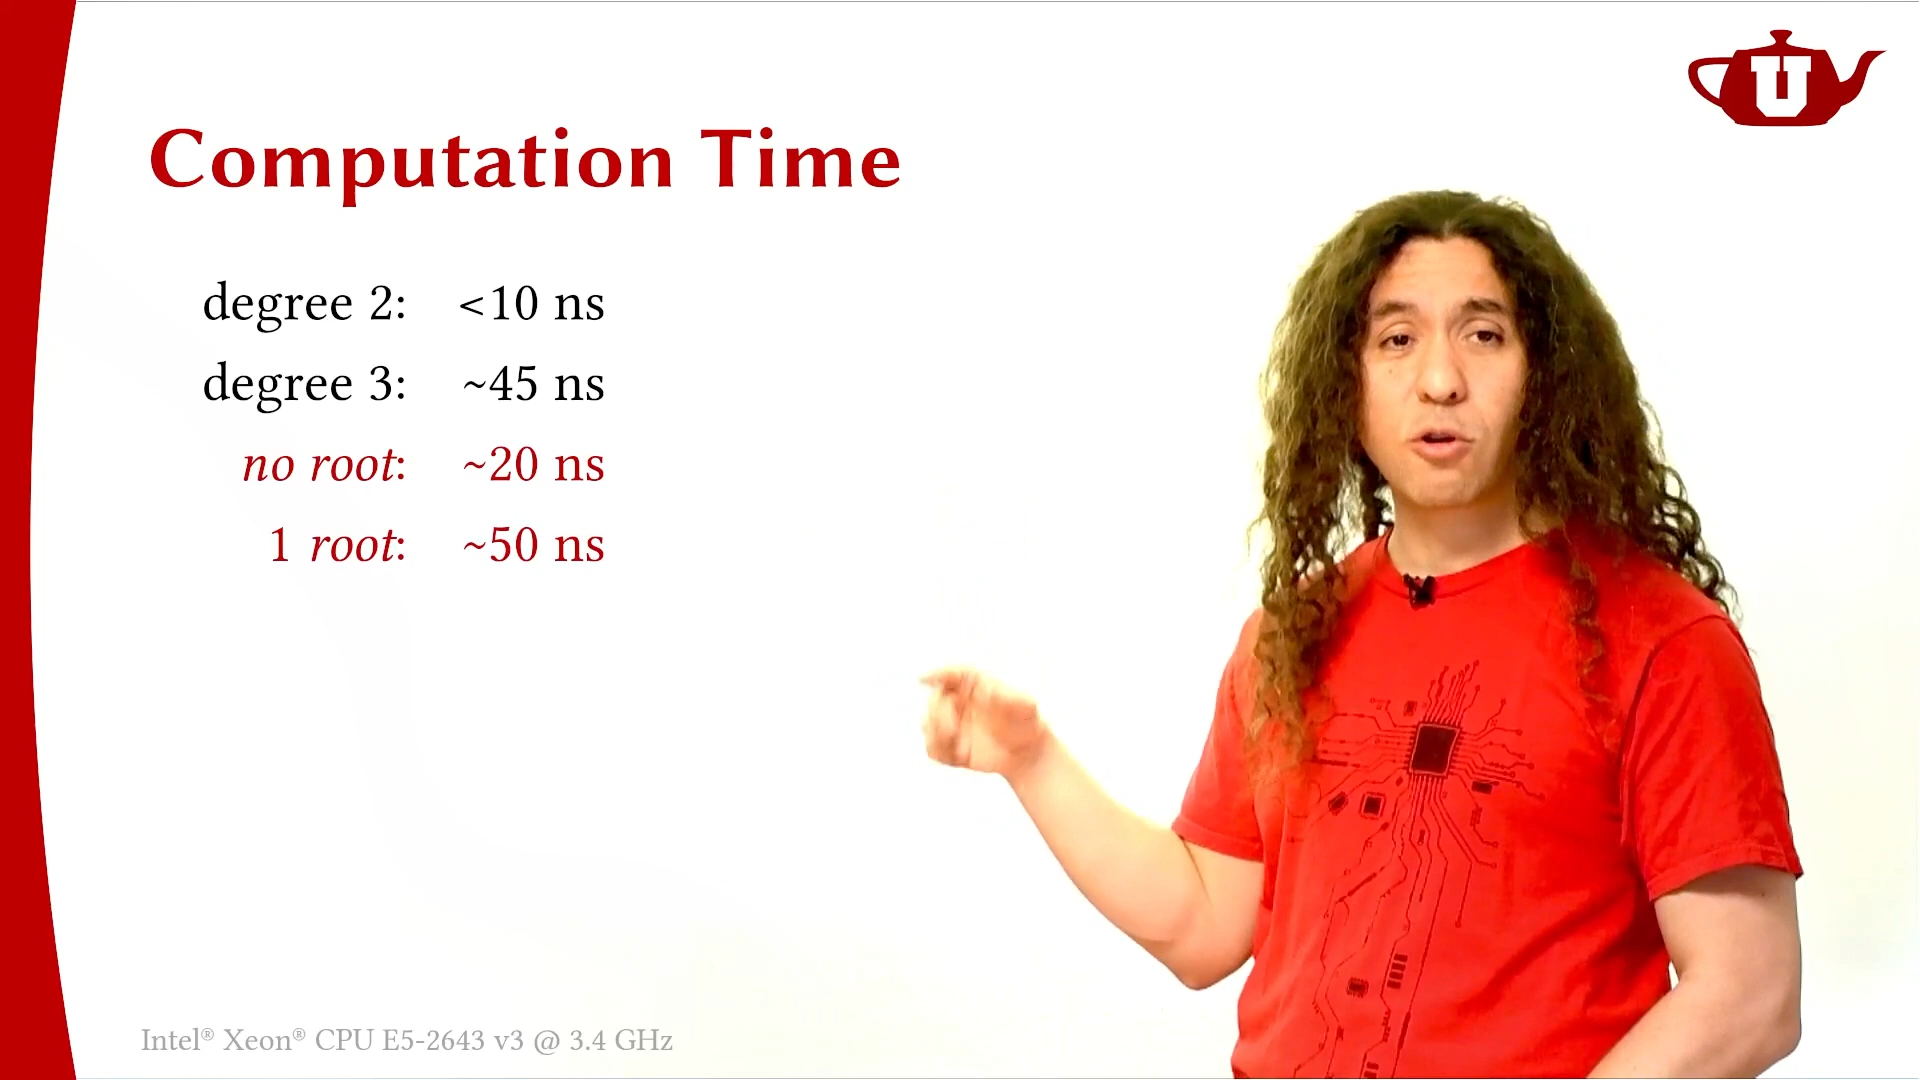 U
Computation Time
degree 2: <10 ns
degree 3: ~45 ns
no root: ~20 ns
1 root: ~50 ns
Intel® Xeon® CPU E5-2643 v3 @ 3.4 GHz